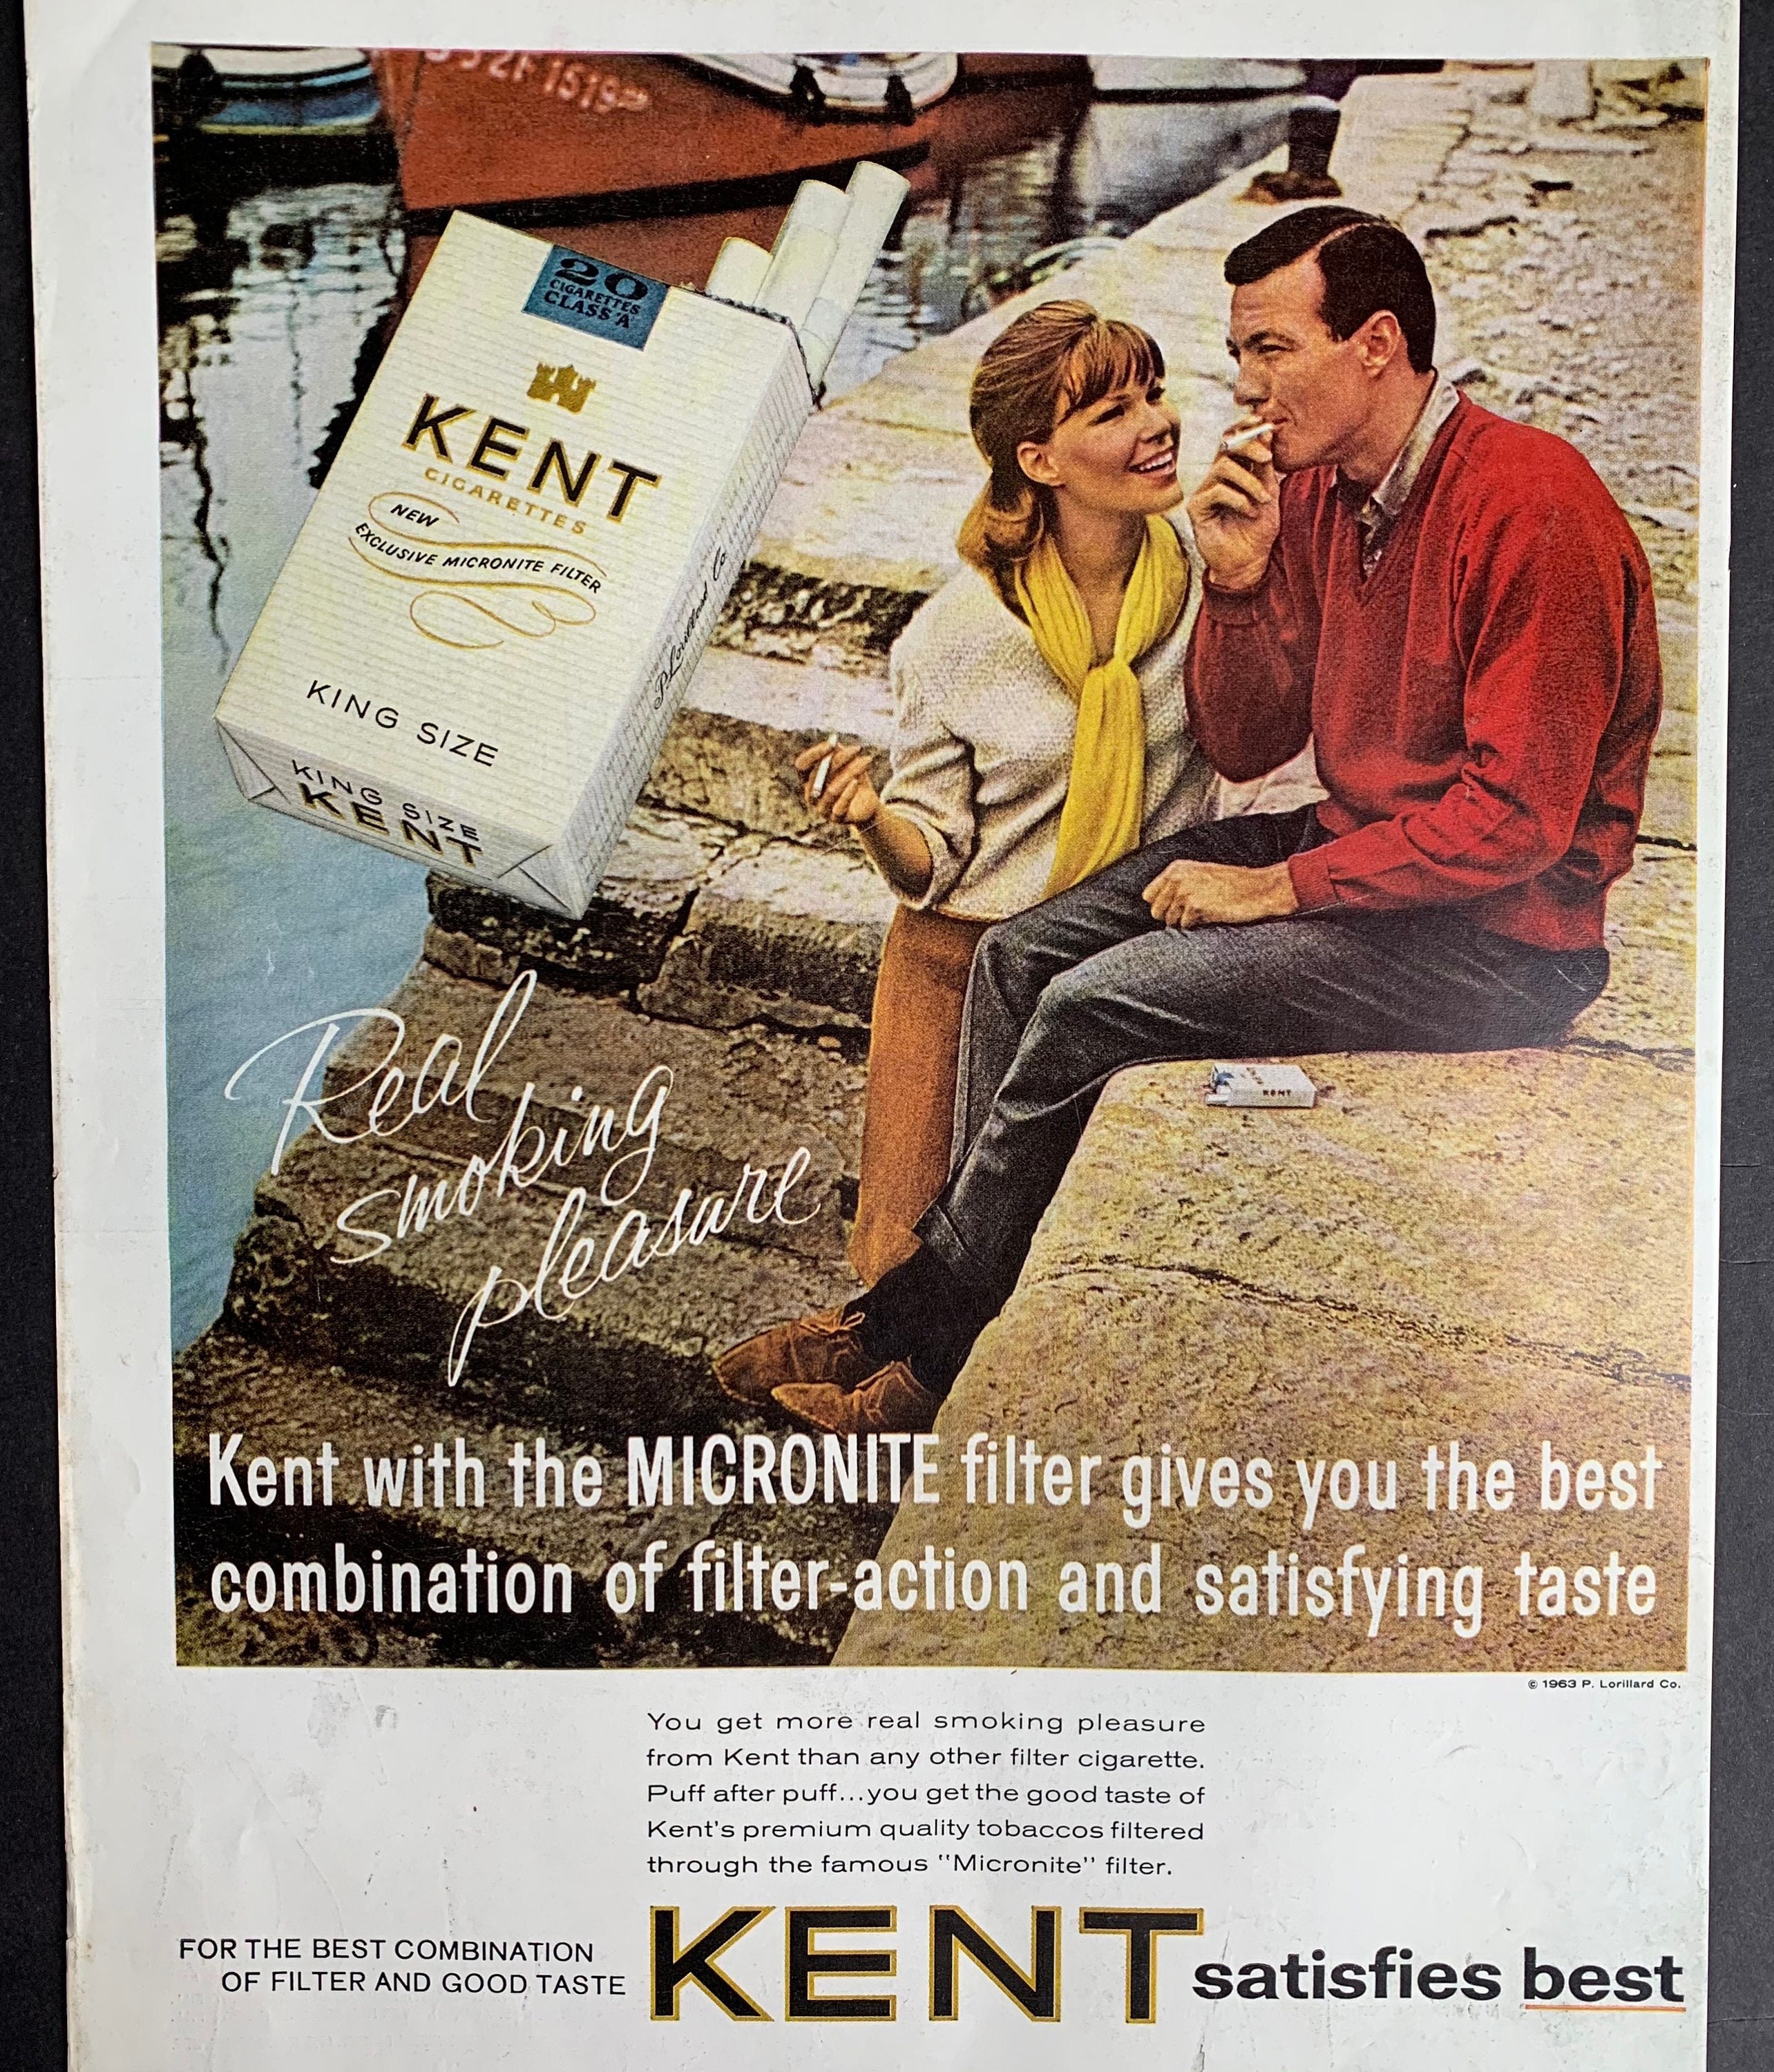 1519
20
CIGARETTES
CLASS 'A'
KENT
CIGARETTES
NEW
EXCLUSIVE MICRONITE FILTER
P. Lorillard Co
KING SIZE
KING SIZE
KENT
KENT
Real
smoking
pleasure
Kent with the MICRONITE filter gives you the best
combination of filter-action and satisfying taste
© 1963 P. Lorillard Co.
You get more real smoking pleasure
from Kent than any other filter cigarette.
Puff after puff...you get the good taste of
Kent's premium quality tobaccos filtered
through the famous "Micronite" filter.
FOR THE BEST COMBINATION
OF FILTER AND GOOD TASTE
KENT satisfies best